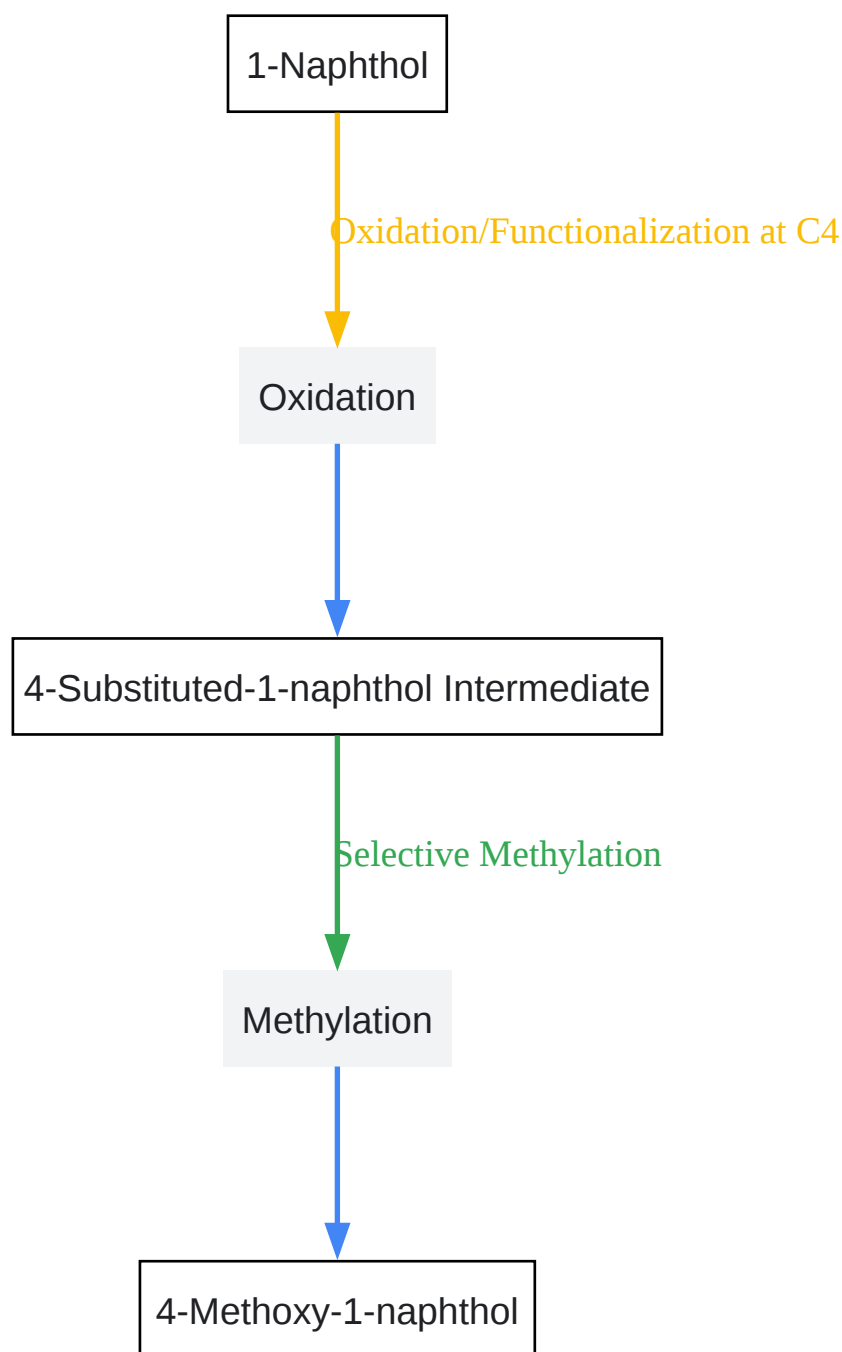 1-Naphthol
Oxidation/Functionalization at C4
Oxidation
4-Substituted-1-naphthol Intermediate
Selective Methylation
Methylation
4-Methoxy-1-naphthol